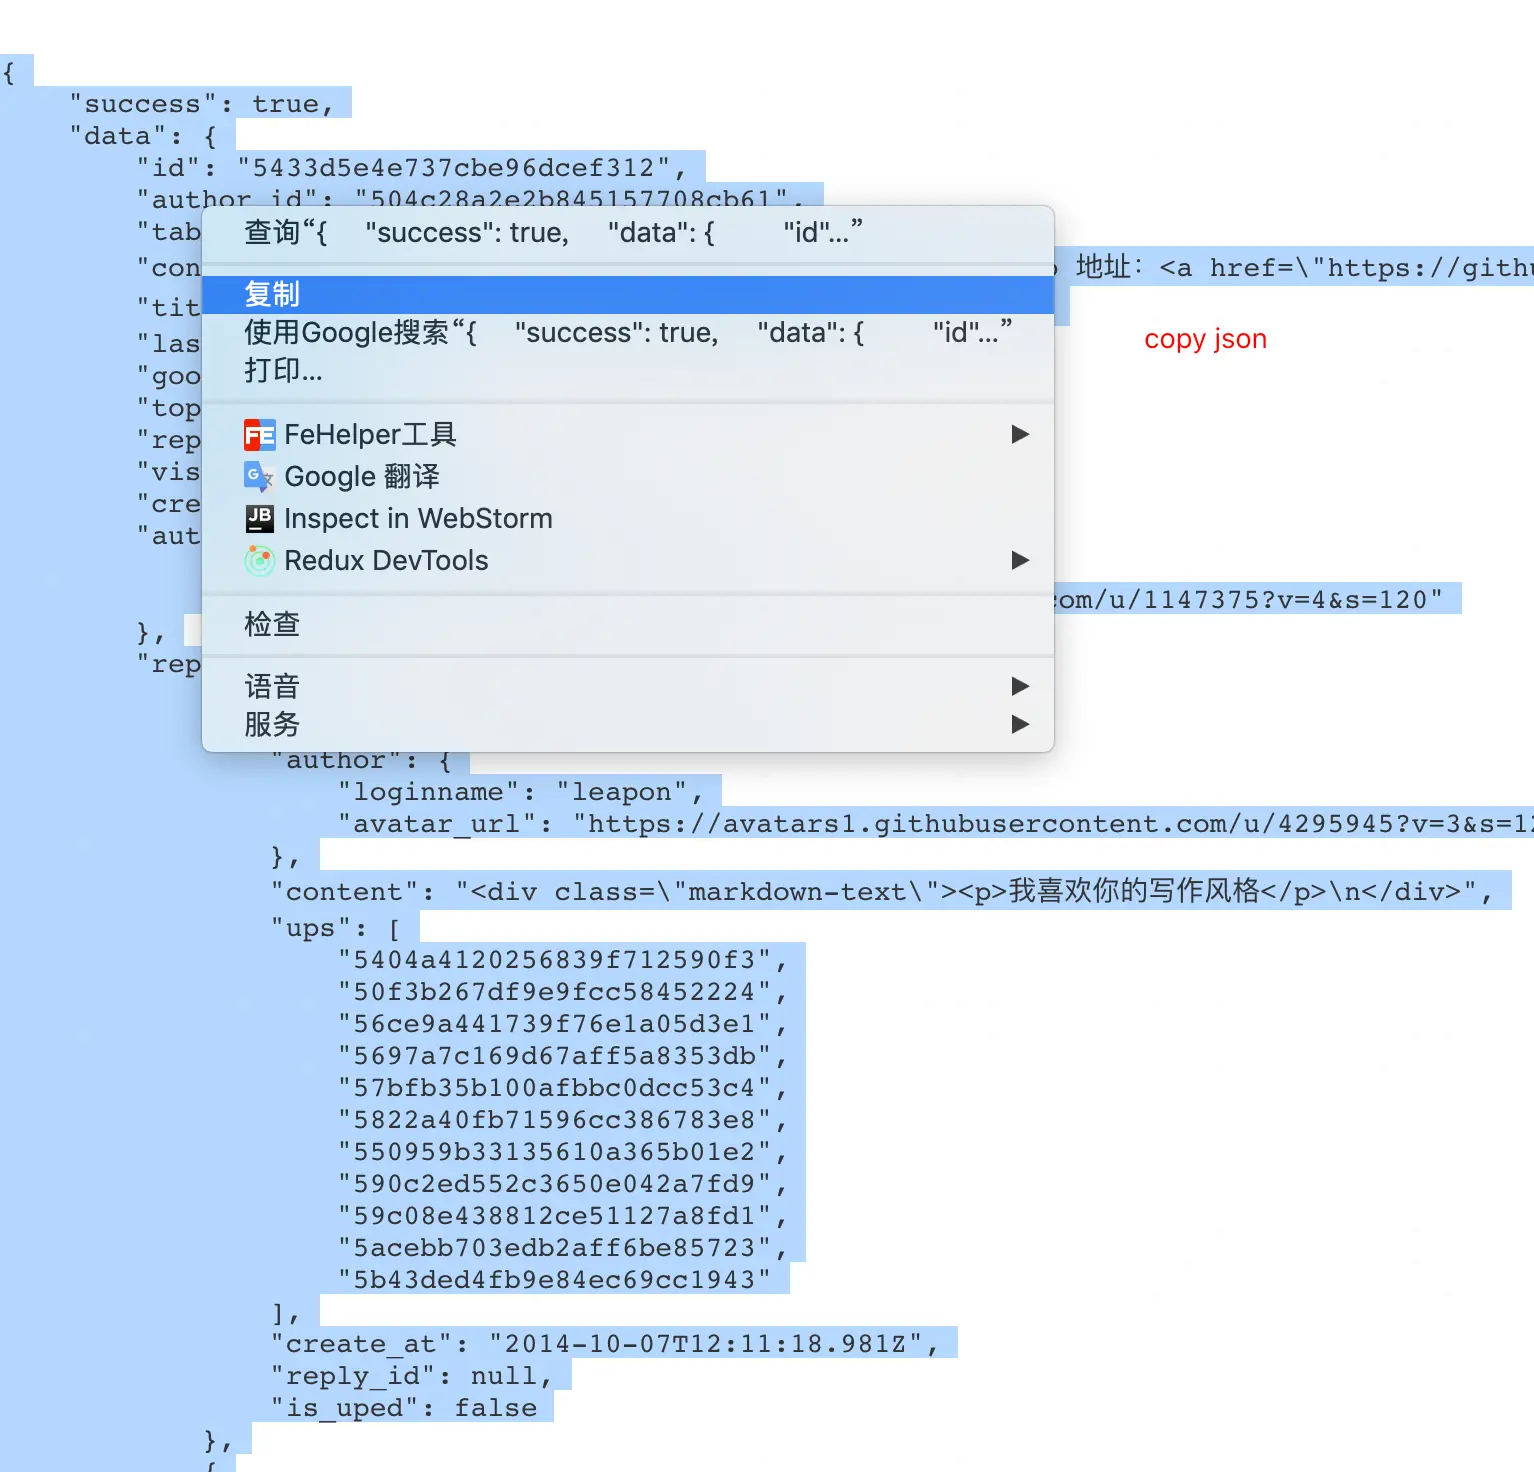 {
"success": true,
"data": {
"id": "5433d5e4e737cbe96dcef312",
"author_id": "504c28a2e2b845157708cb61",
"tab
查询“{ "success": true, "data": { "id"...”
"con
地址: <a href=\"https://githu
复制
"tit
使用Google搜索“{ "success": true, "data": { "id"...”
copy json
"las
打印...
"goo
"top
FeHelper工具
"rep
Google 翻译
"vis
"cre
Inspect in WebStorm
"aut
Redux DevTools
com/u/1147375?v=4&s=120"
检查
},
"rep
语音
服务
"author": {
"loginname": "leapon",
"avatar_url": "https://avatars1.githubusercontent.com/u/4295945?v=3&s=12
},
"content": "<div class=\"markdown-text\"><p>我喜欢你的写作风格</p>\n</div>",
"ups": [
"5404a4120256839f712590f3",
"50f3b267df9e9fcc58452224",
"56ce9a441739f76e1a05d3e1",
"5697a7c169d67aff5a8353db",
"57bfb35b100afbbc0dcc53c4",
"5822a40fb71596cc386783e8",
"550959b33135610a365b01e2",
"590c2ed552c3650e042a7fd9",
"59c08e438812ce51127a8fd1",
"5acebb703edb2aff6be85723",
"5b43ded4fb9e84ec69cc1943"
],
"create_at": "2014-10-07T12:11:18.981Z",
"reply_id": null,
"is_uped": false
},
{